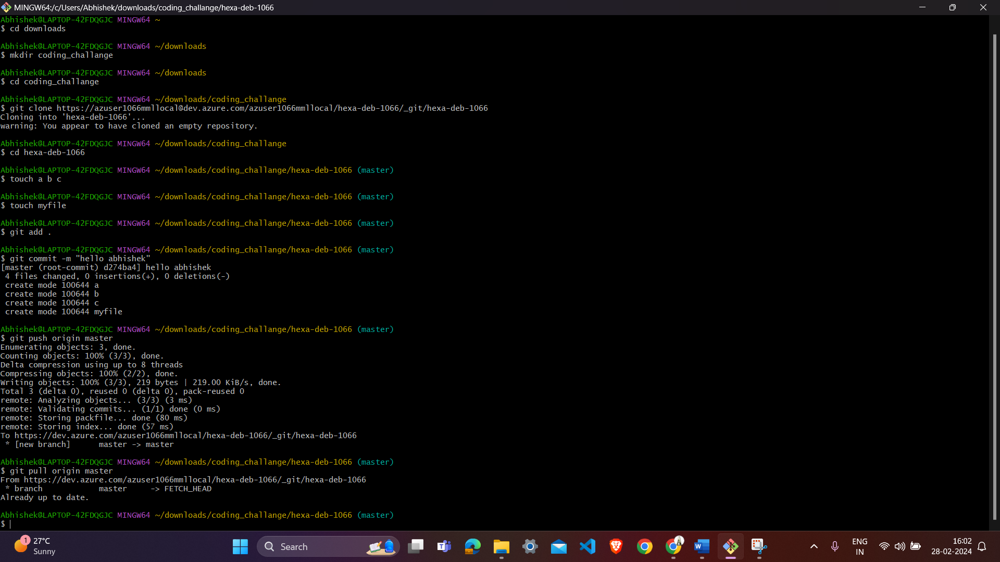 MINGW64:/c/Users/Abhishek/downloads/coding_challange/hexa-deb-1066
Abhishek@LAPTOP-42FDQGJC MINGW64 ~
$ cd downloads
Abhishek@LAPTOP-42FDQGJC MINGW64 ~/downloads
$ mkdir coding_challange
Abhishek@LAPTOP-42FDQGJC MINGW64 ~/downloads
$ cd coding_challange
Abhishek@LAPTOP-42FDQGJC MINGW64 ~/downloads/coding_challange
$ git clone https://azuser1066mmllocal@dev.azure.com/azuser1066mmllocal/hexa-deb-1066/_git/hexa-deb-1066
Cloning into 'hexa-deb-1066'...
warning: You appear to have cloned an empty repository.
Abhishek@LAPTOP-42FDQGJC MINGW64 ~/downloads/coding_challange
$ cd hexa-deb-1066
Abhishek@LAPTOP-42FDQGJC MINGW64 ~/downloads/coding_challange/hexa-deb-1066 (master)
$ touch a b c
Abhishek@LAPTOP-42FDQGJC MINGW64 ~/downloads/coding_challange/hexa-deb-1066 (master)
$ touch myfile
Abhishek@LAPTOP-42FDQGJC MINGW64 ~/downloads/coding_challange/hexa-deb-1066 (master)
$ git add .
Abhishek@LAPTOP-42FDQGJC MINGW64 ~/downloads/coding_challange/hexa-deb-1066 (master)
$ git commit -m "hello abhishek"
[master (root-commit) d274ba4] hello abhishek
4 files changed, 0 insertions(+), 0 deletions(-)
create mode 100644 a
create mode 100644 b
create mode 100644 c
create mode 100644 myfile
Abhishek@LAPTOP-42FDQGJC MINGW64 ~/downloads/coding_challange/hexa-deb-1066 (master)
$ git push origin master
Enumerating objects: 3, done.
Counting objects: 100% (3/3), done.
Delta compression using up to 8 threads
Compressing objects: 100% (2/2), done.
Writing objects: 100% (3/3), 219 bytes | 219.00 KiB/s, done.
Total 3 (delta 0), reused 0 (delta 0), pack-reused 0
remote: Analyzing objects... (3/3) (3 ms)
remote: Validating commits... (1/1) done (0 ms)
remote: Storing packfile... done (80 ms)
remote: Storing index... done (57 ms)
To https://dev.azure.com/azuser1066mmllocal/hexa-deb-1066/_git/hexa-deb-1066
* [new branch]      master -> master
Abhishek@LAPTOP-42FDQGJC MINGW64 ~/downloads/coding_challange/hexa-deb-1066 (master)
$ git pull origin master
From https://dev.azure.com/azuser1066mmllocal/hexa-deb-1066/_git/hexa-deb-1066
* branch            master     -> FETCH_HEAD
Already up to date.
Abhishek@LAPTOP-42FDQGJC MINGW64 ~/downloads/coding_challange/hexa-deb-1066 (master)
$
1
27°C
Sunny
Search
ENG
IN
16:02
28-02-2024